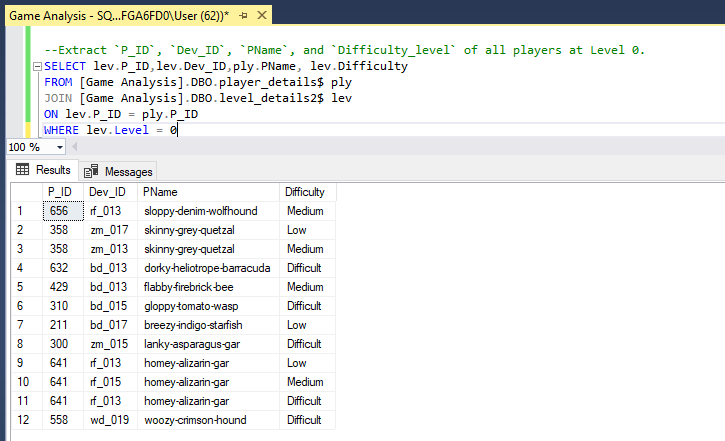 Game Analysis - SQ...FGA6FD0\User (62))*
--Extract `P_ID`, `Dev_ID`, `PName`, and `Difficulty_level` of all players at Level 0.
SELECT lev.P_ID,lev.Dev_ID,ply.PName, lev.Difficulty
FROM [Game Analysis].DBO.player_details$ ply
JOIN [Game Analysis].DBO.level_details2$ lev
ON lev.P_ID = ply.P_ID
WHERE lev.Level = 0
100 %
Results Messages
P_ID Dev_ID PName Difficulty
1 656 rf_013 sloppy-denim-wolfhound Medium
2 358 zm_017 skinny-grey-quetzal Low
3 358 zm_013 skinny-grey-quetzal Medium
4 632 bd_013 dorky-heliotrope-barracuda Difficult
5 429 bd_013 flabby-firebrick-bee Medium
6 310 bd_015 gloppy-tomato-wasp Difficult
7 211 bd_017 breezy-indigo-starfish Low
8 300 zm_015 lanky-asparagus-gar Difficult
9 641 rf_013 homey-alizarin-gar Low
10 641 rf_015 homey-alizarin-gar Medium
11 641 rf_013 homey-alizarin-gar Difficult
12 558 wd_019 woozy-crimson-hound Difficult